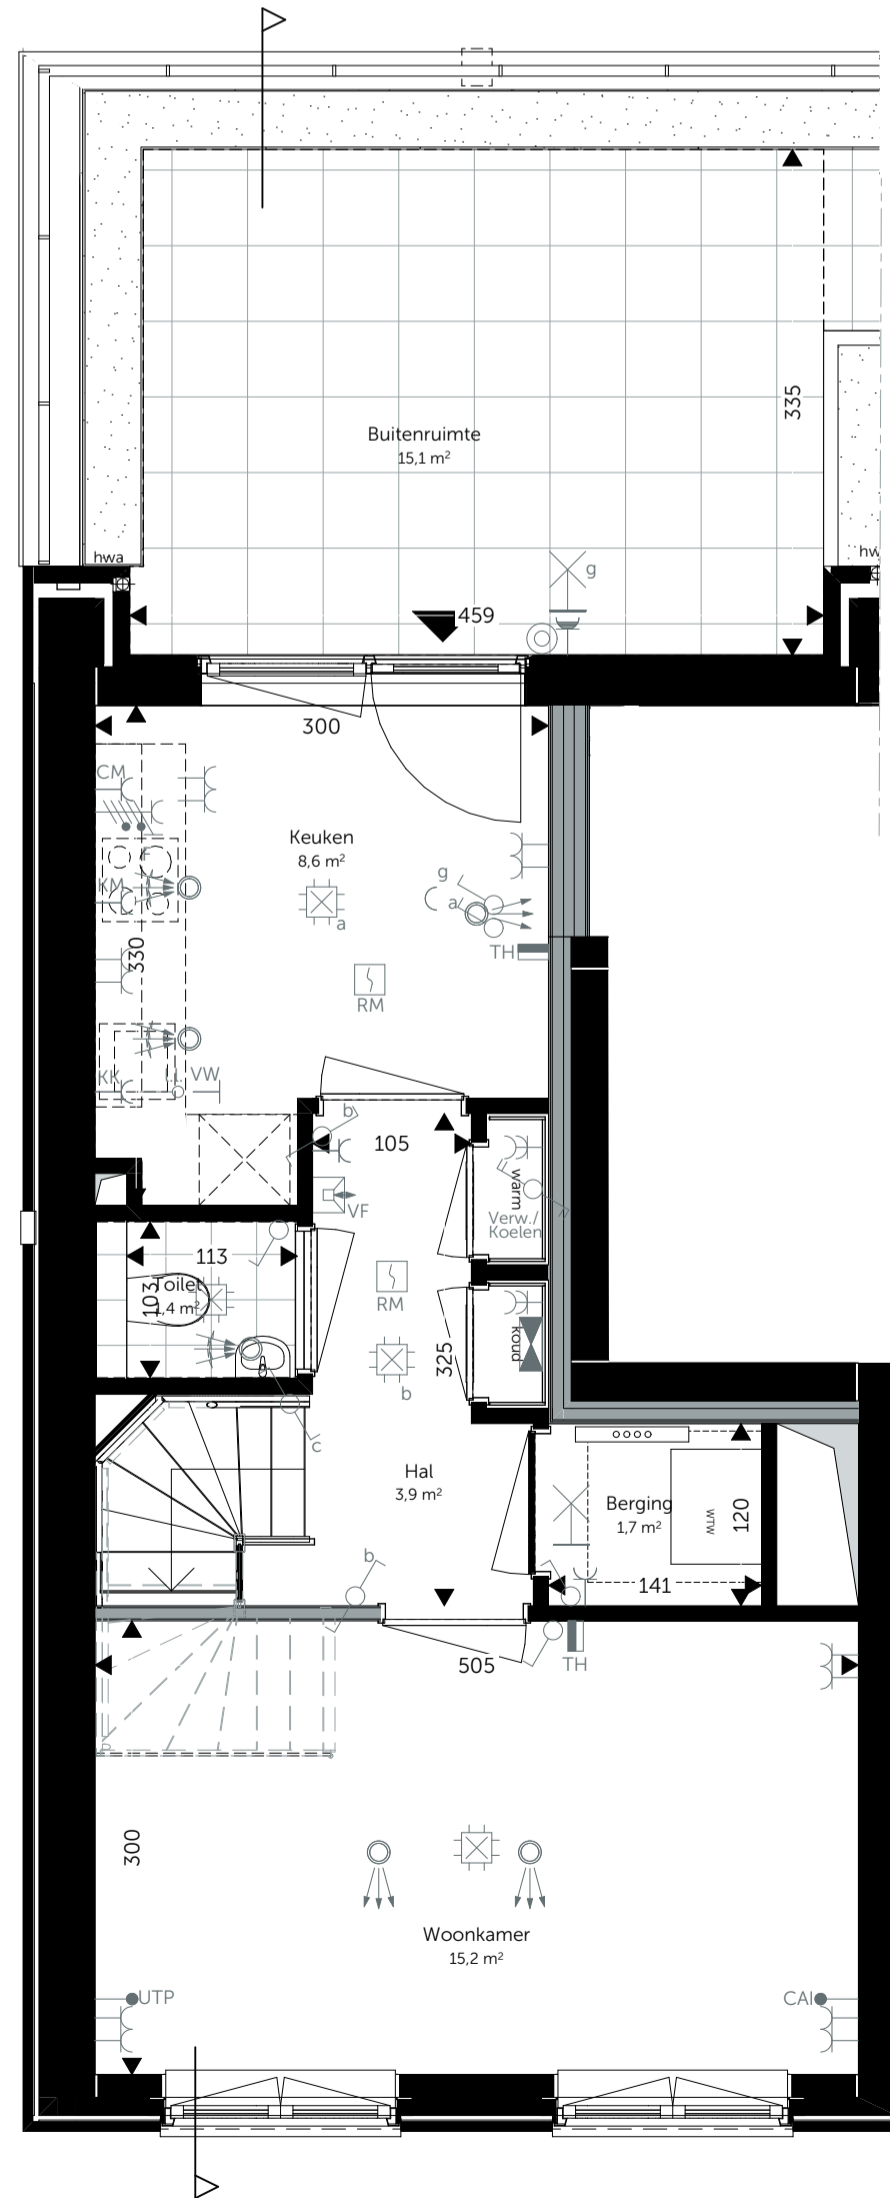 335
Buitenruimte
15,1 m²
hwa
hw
g
459
300
CM
Keuken
8,6 m²
KM
g
a
a
330
TH
RM
KK
VW
b
105
warm
VF
Verw./
Koelen
113
103
Toilet
1,4 m²
RM
325
koud
b
c
Hal
3,9 m²
Berging
1,7 m²
WTW
120
b
141
505
TH
300
Woonkamer
15,2 m²
UTP
CAI